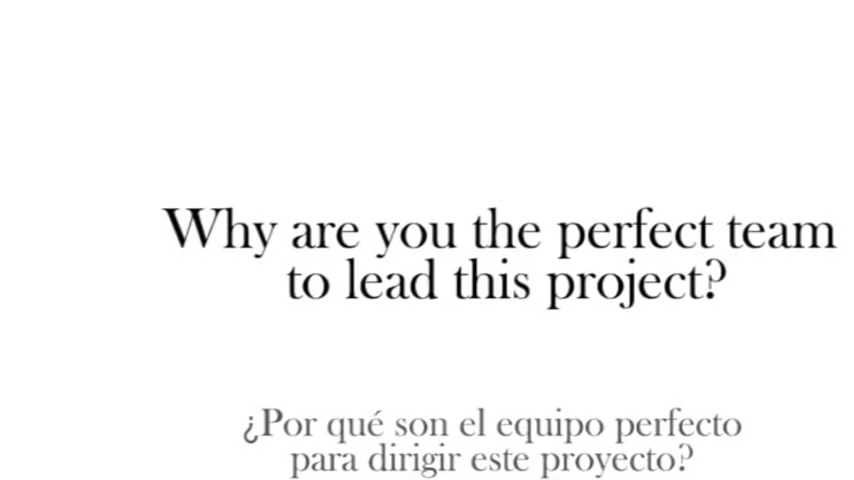 Why are you the perfect team
to lead this project?
¿Por qué son el equipo perfecto
para dirigir este proyecto?